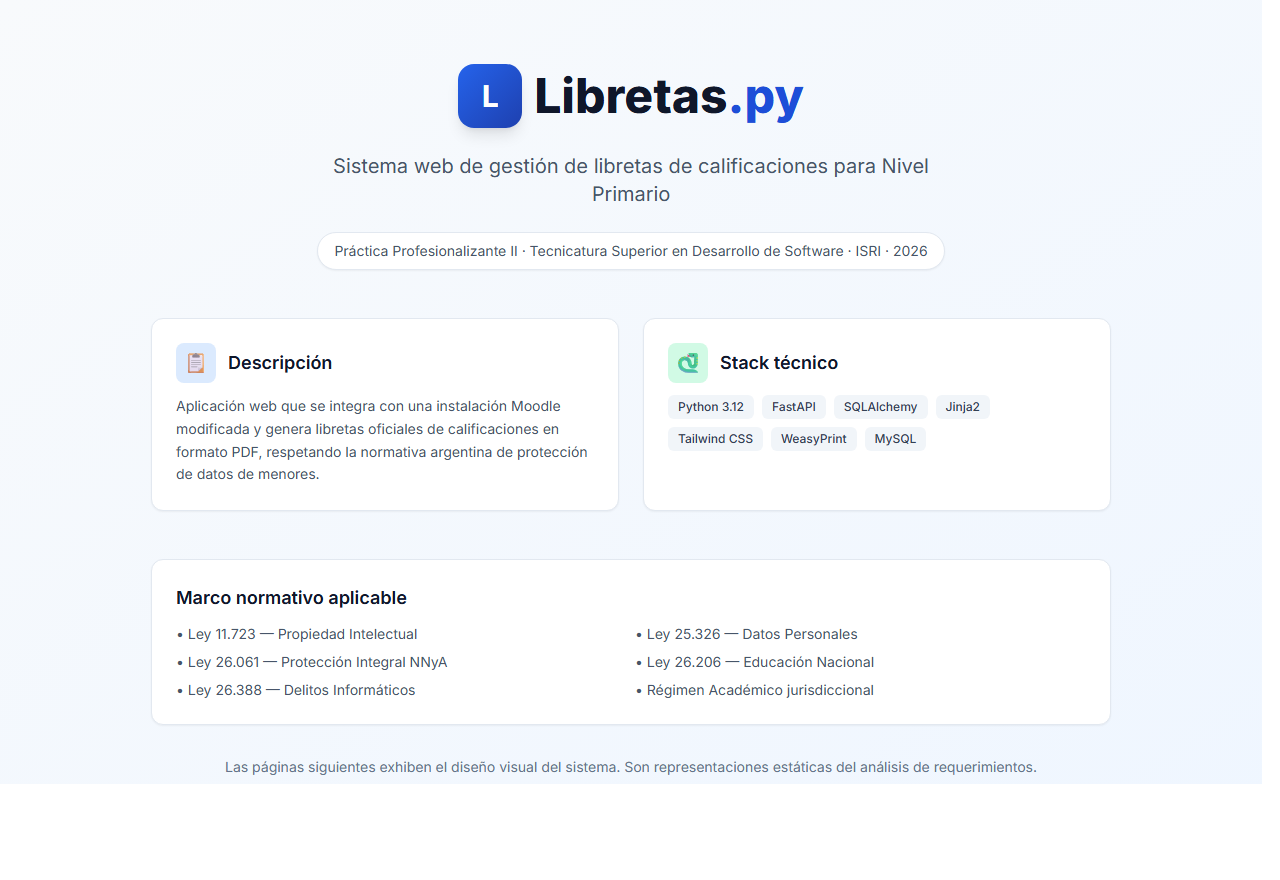 L
Libretas.py
Sistema web de gestión de libretas de calificaciones para Nivel
Primario
Práctica Profesionalizante II · Tecnicatura Superior en Desarrollo de Software · ISRI · 2026
Descripción
Aplicación web que se integra con una instalación Moodle
modificada y genera libretas oficiales de calificaciones en
formato PDF, respetando la normativa argentina de protección
de datos de menores.
Stack técnico
Python 3.12 FastAPI SQLAlchemy Jinja2
Tailwind CSS WeasyPrint MySQL
Marco normativo aplicable
• Ley 11.723 — Propiedad Intelectual
• Ley 25.326 — Datos Personales
• Ley 26.061 — Protección Integral NNyA
• Ley 26.206 — Educación Nacional
• Ley 26.388 — Delitos Informáticos
• Régimen Académico jurisdiccional
Las páginas siguientes exhiben el diseño visual del sistema. Son representaciones estáticas del análisis de requerimientos.